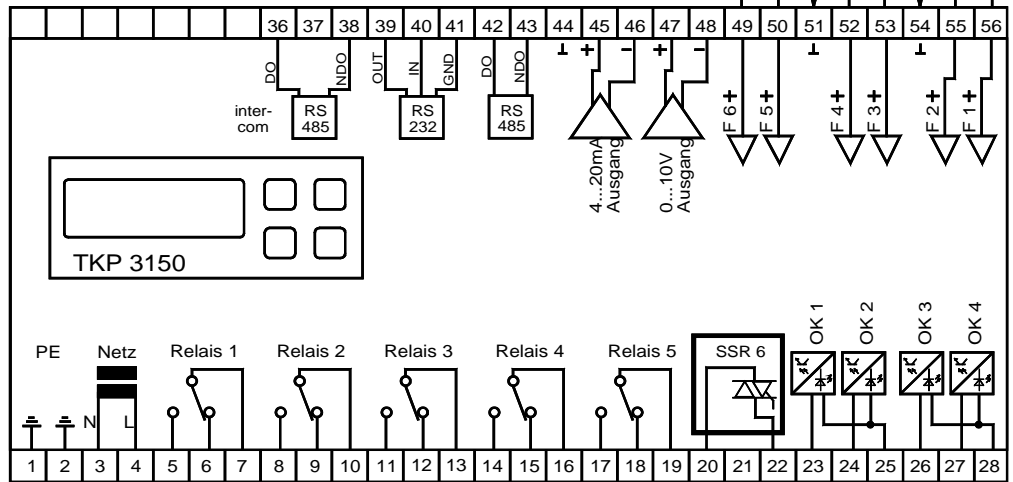 36 37 38 39 40 41 42 43 44 45 46 47 48 49 50 51 52 53 54 55 56
DO NDO OUT IN GND DO NDO
+ - + -
inter-
com
RS
485
RS
232
RS
485
4...20mA
Ausgang
0...10V
Ausgang
F 6 +
F 5 +
F 4 +
F 3 +
F 2 +
F 1 +
TKP 3150
OK 1
OK 2
OK 3
OK 4
PE Netz Relais 1 Relais 2 Relais 3 Relais 4 Relais 5 SSR 6
N L
1 2 3 4 5 6 7 8 9 10 11 12 13 14 15 16 17 18 19 20 21 22 23 24 25 26 27 28